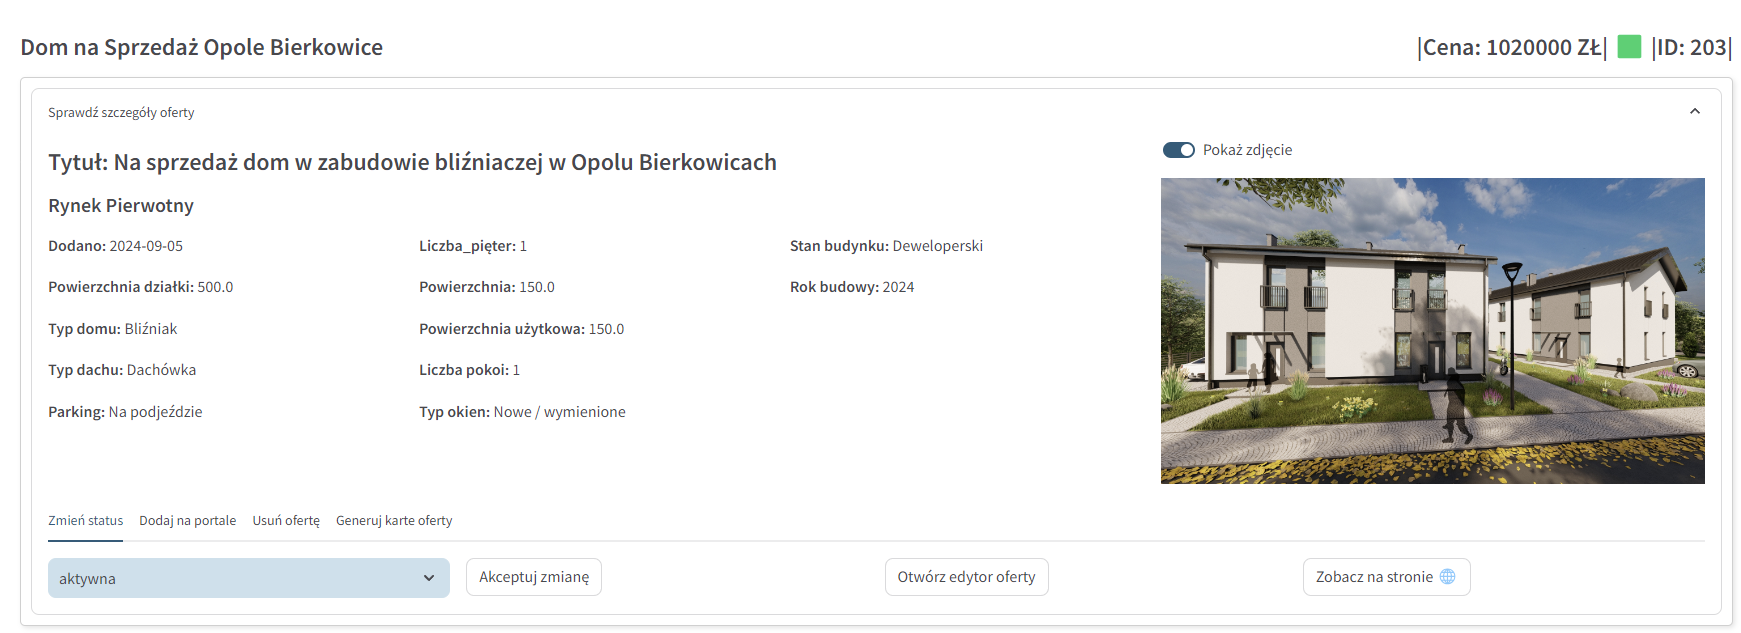 Dom na Sprzedaż Opole Bierkowice
|Cena: 1020000 ZŁ| |ID: 203|
Sprawdź szczegóły oferty
Tytuł: Na sprzedaż dom w zabudowie bliźniaczej w Opolu Bierkowicach
Pokaż zdjęcie
Rynek Pierwotny
Dodano: 2024-09-05
Powierzchnia działki: 500.0
Typ domu: Bliźniak
Typ dachu: Dachówka
Parking: Na podjeździe
Liczba_pięter: 1
Powierzchnia: 150.0
Powierzchnia użytkowa: 150.0
Liczba pokoi: 1
Typ okien: Nowe / wymienione
Stan budynku: Deweloperski
Rok budowy: 2024
Zmień status Dodaj na portale Usuń ofertę Generuj karte oferty
aktywna
Akceptuj zmianę
Otwórz edytor oferty
Zobacz na stronie